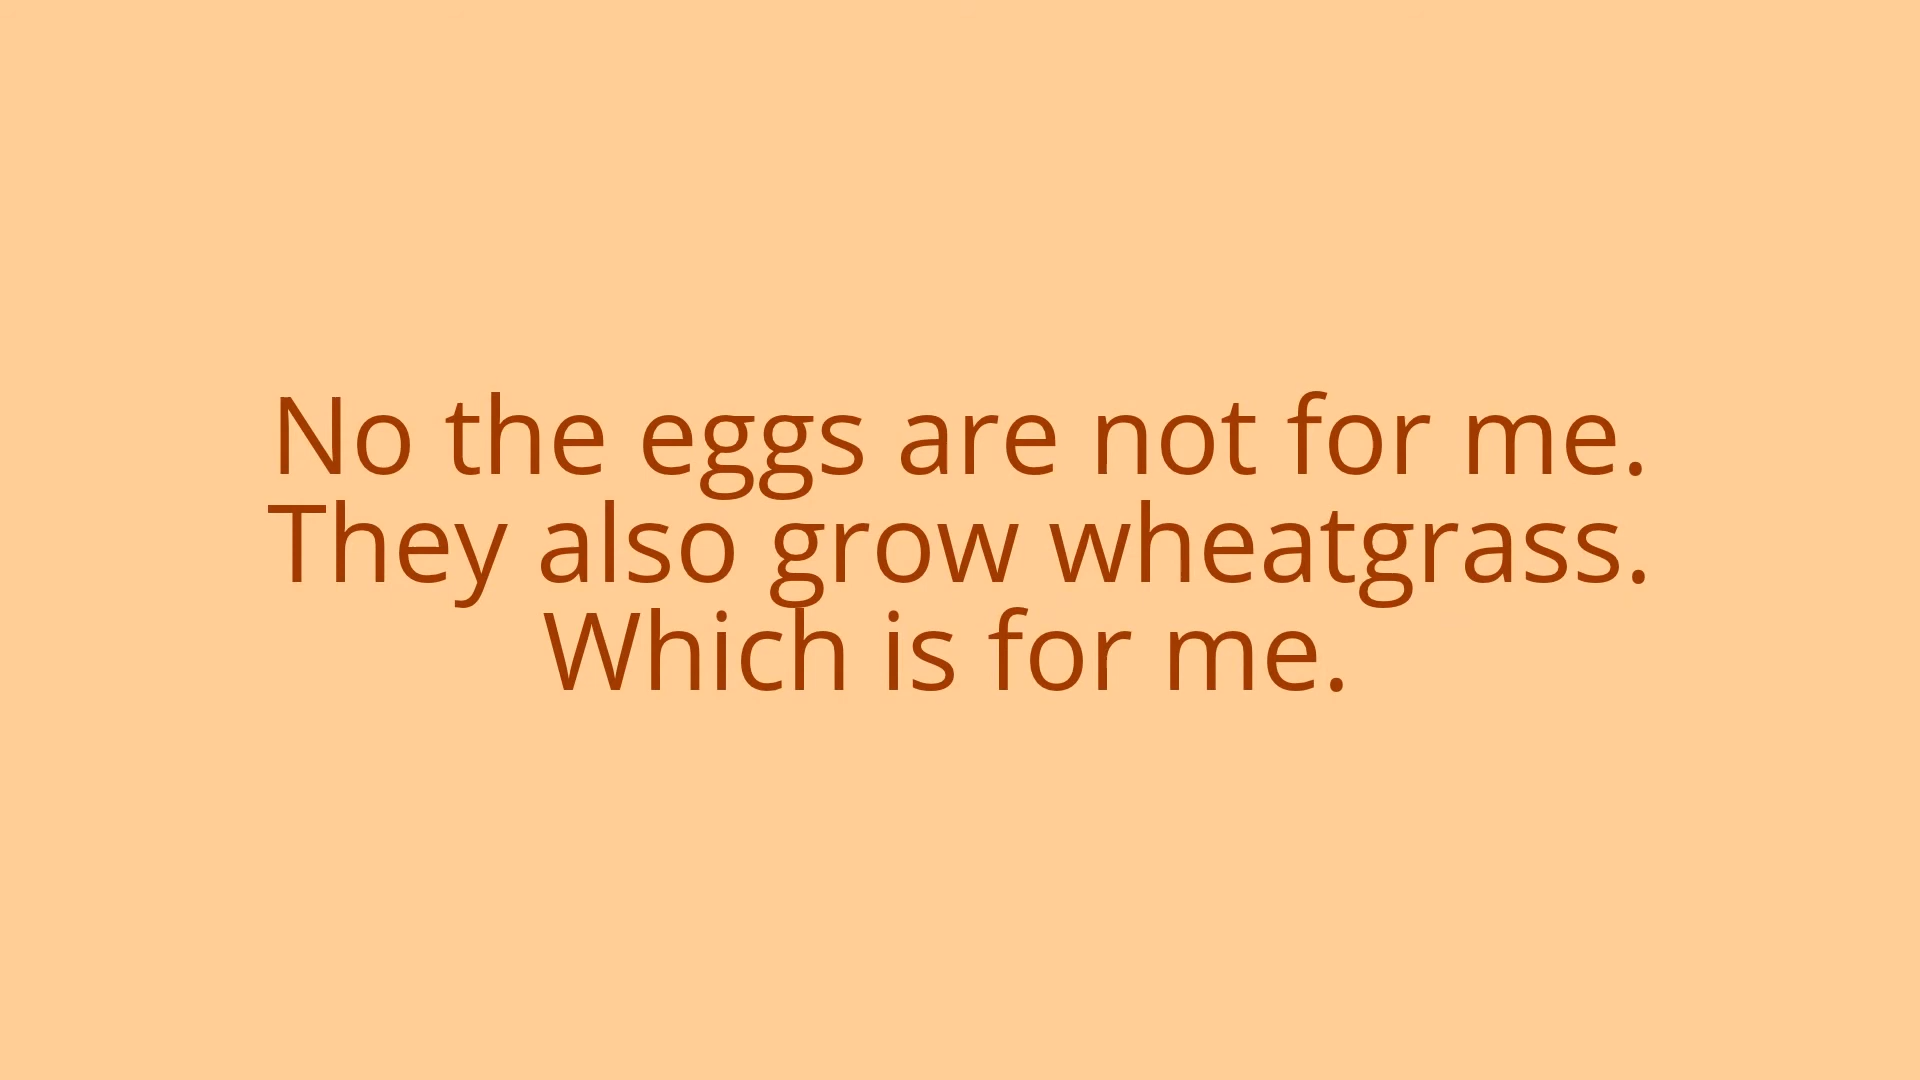 No the eggs are not for me.
They also grow wheatgrass.
Which is for me.